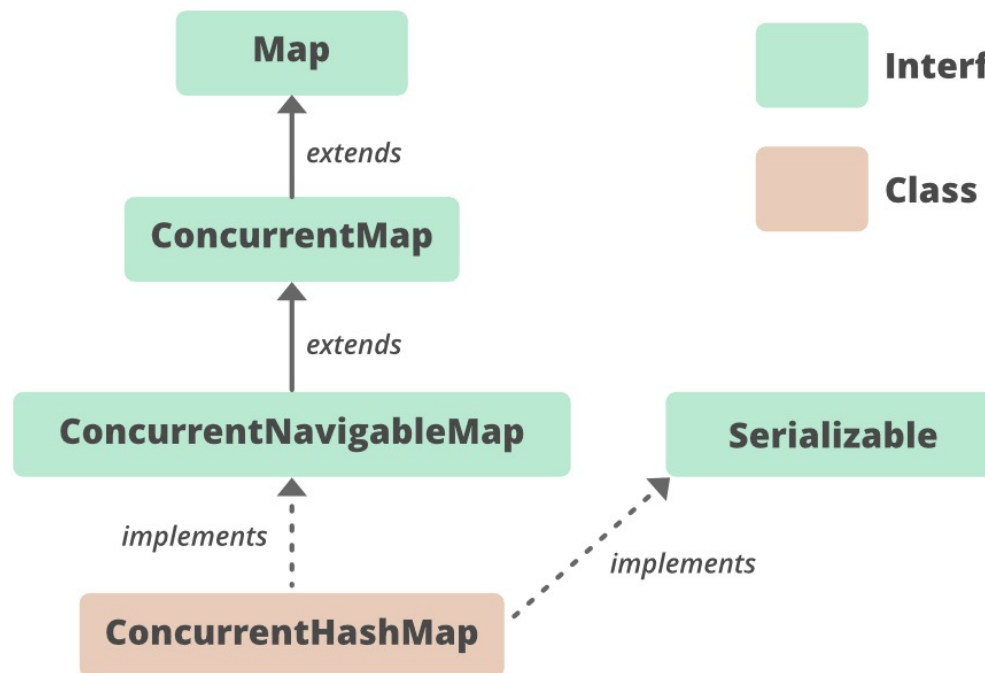 Map
Interf
extends
Class
ConcurrentMap
extends
ConcurrentNavigableMap
Serializable
implements
implements
ConcurrentHashMap